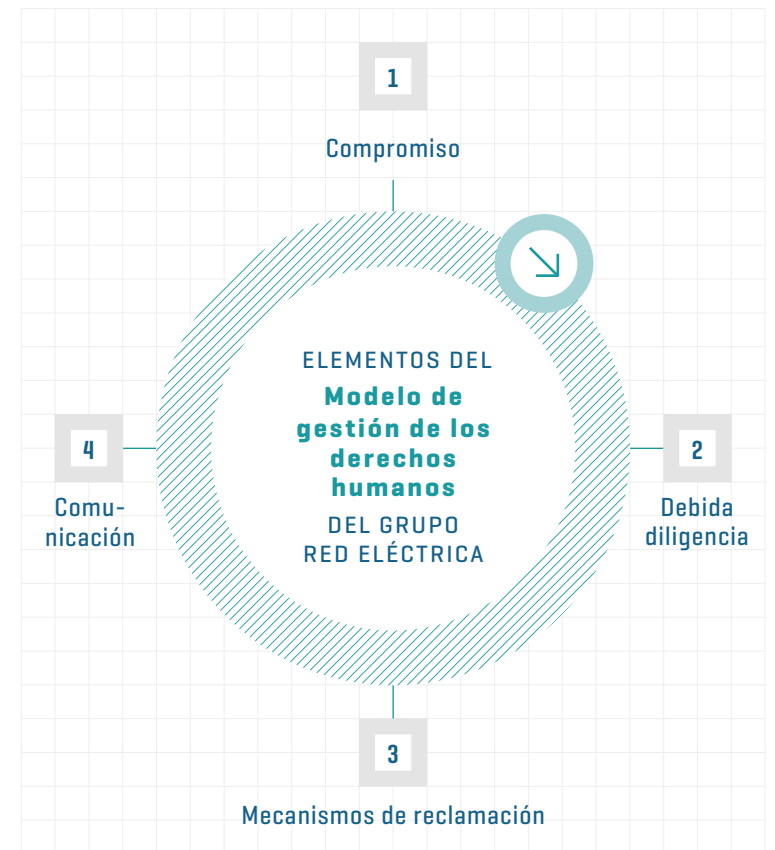 1
Compromiso
ELEMENTOS DEL
Modelo de
gestión de los
derechos
humanos
DEL GRUPO
RED ELÉCTRICA
2
Debida
diligencia
3
Mecanismos de reclamación
4
Comu-
nicación